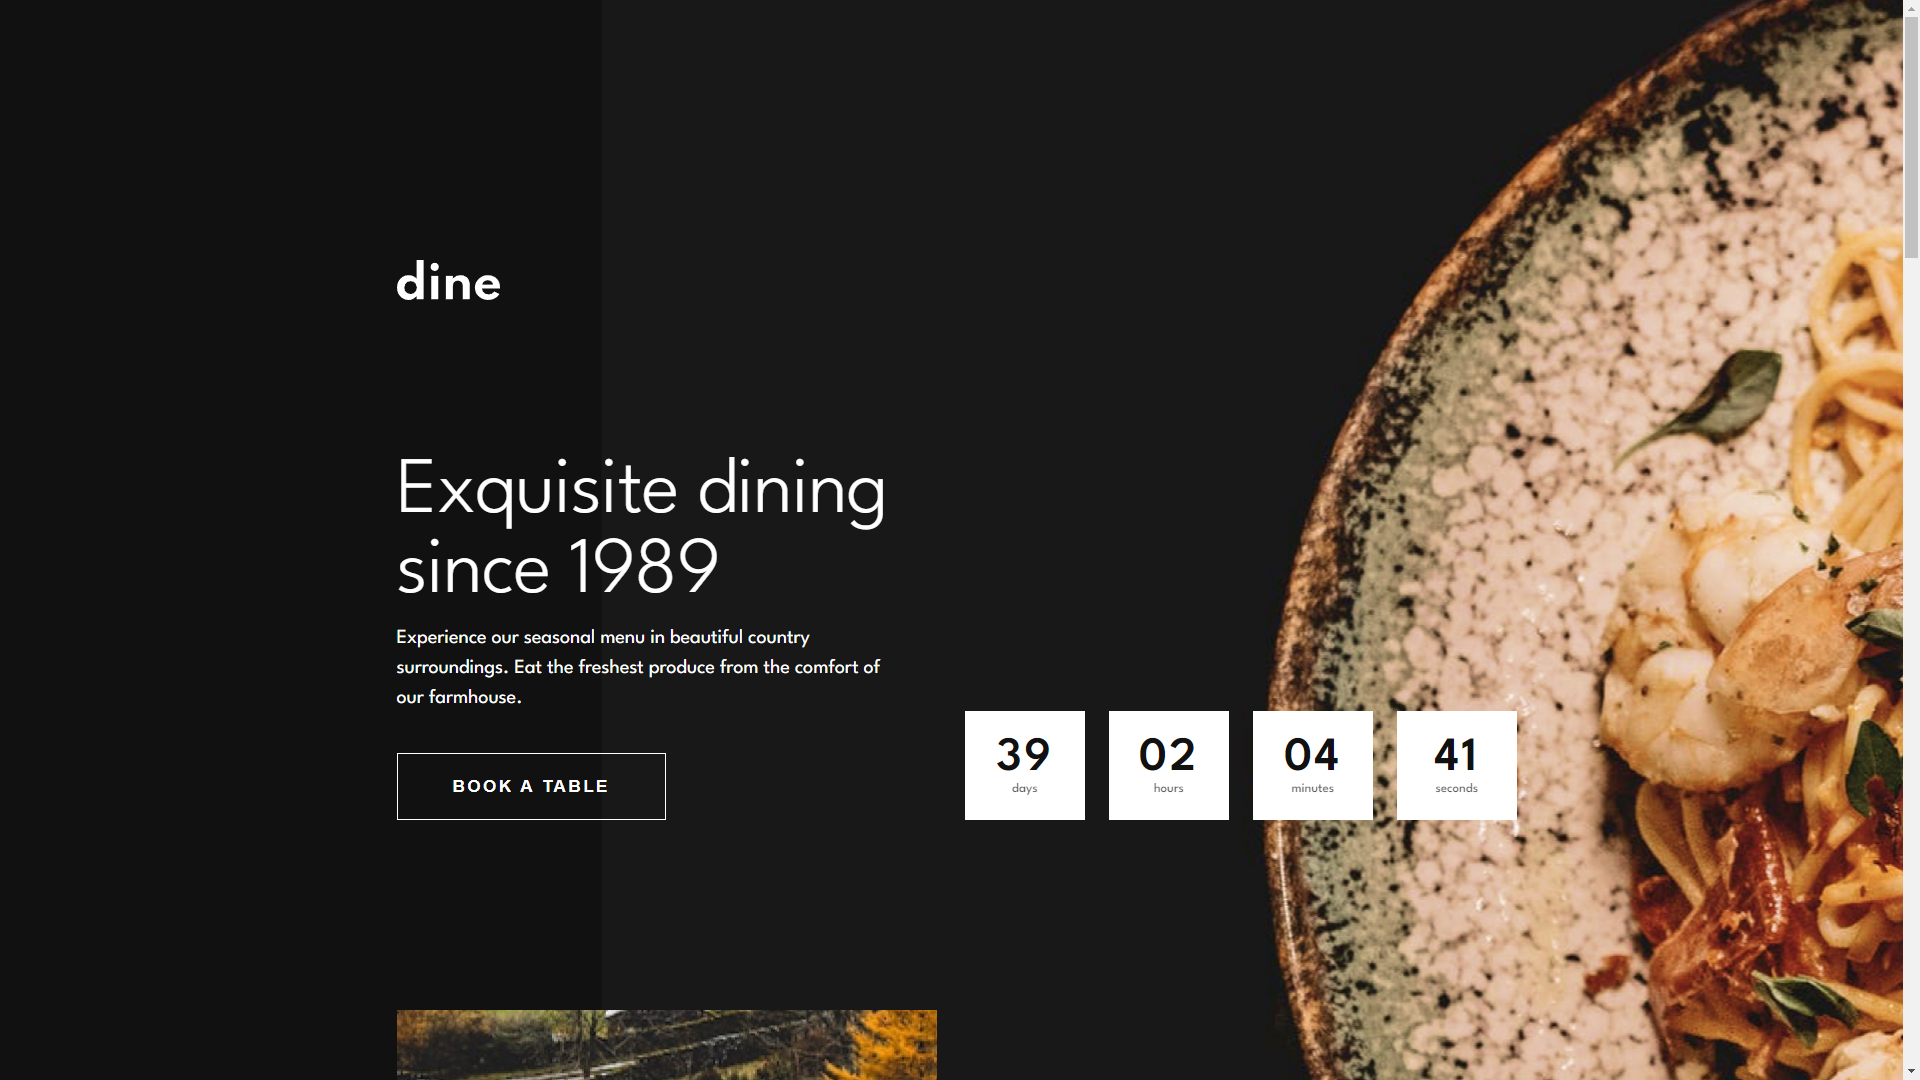 dine
Exquisite dining
since 1989
Experience our seasonal menu in beautiful country
surroundings. Eat the freshest produce from the comfort of
our farmhouse.
BOOK A TABLE
39 02 04 41
days hours minutes seconds